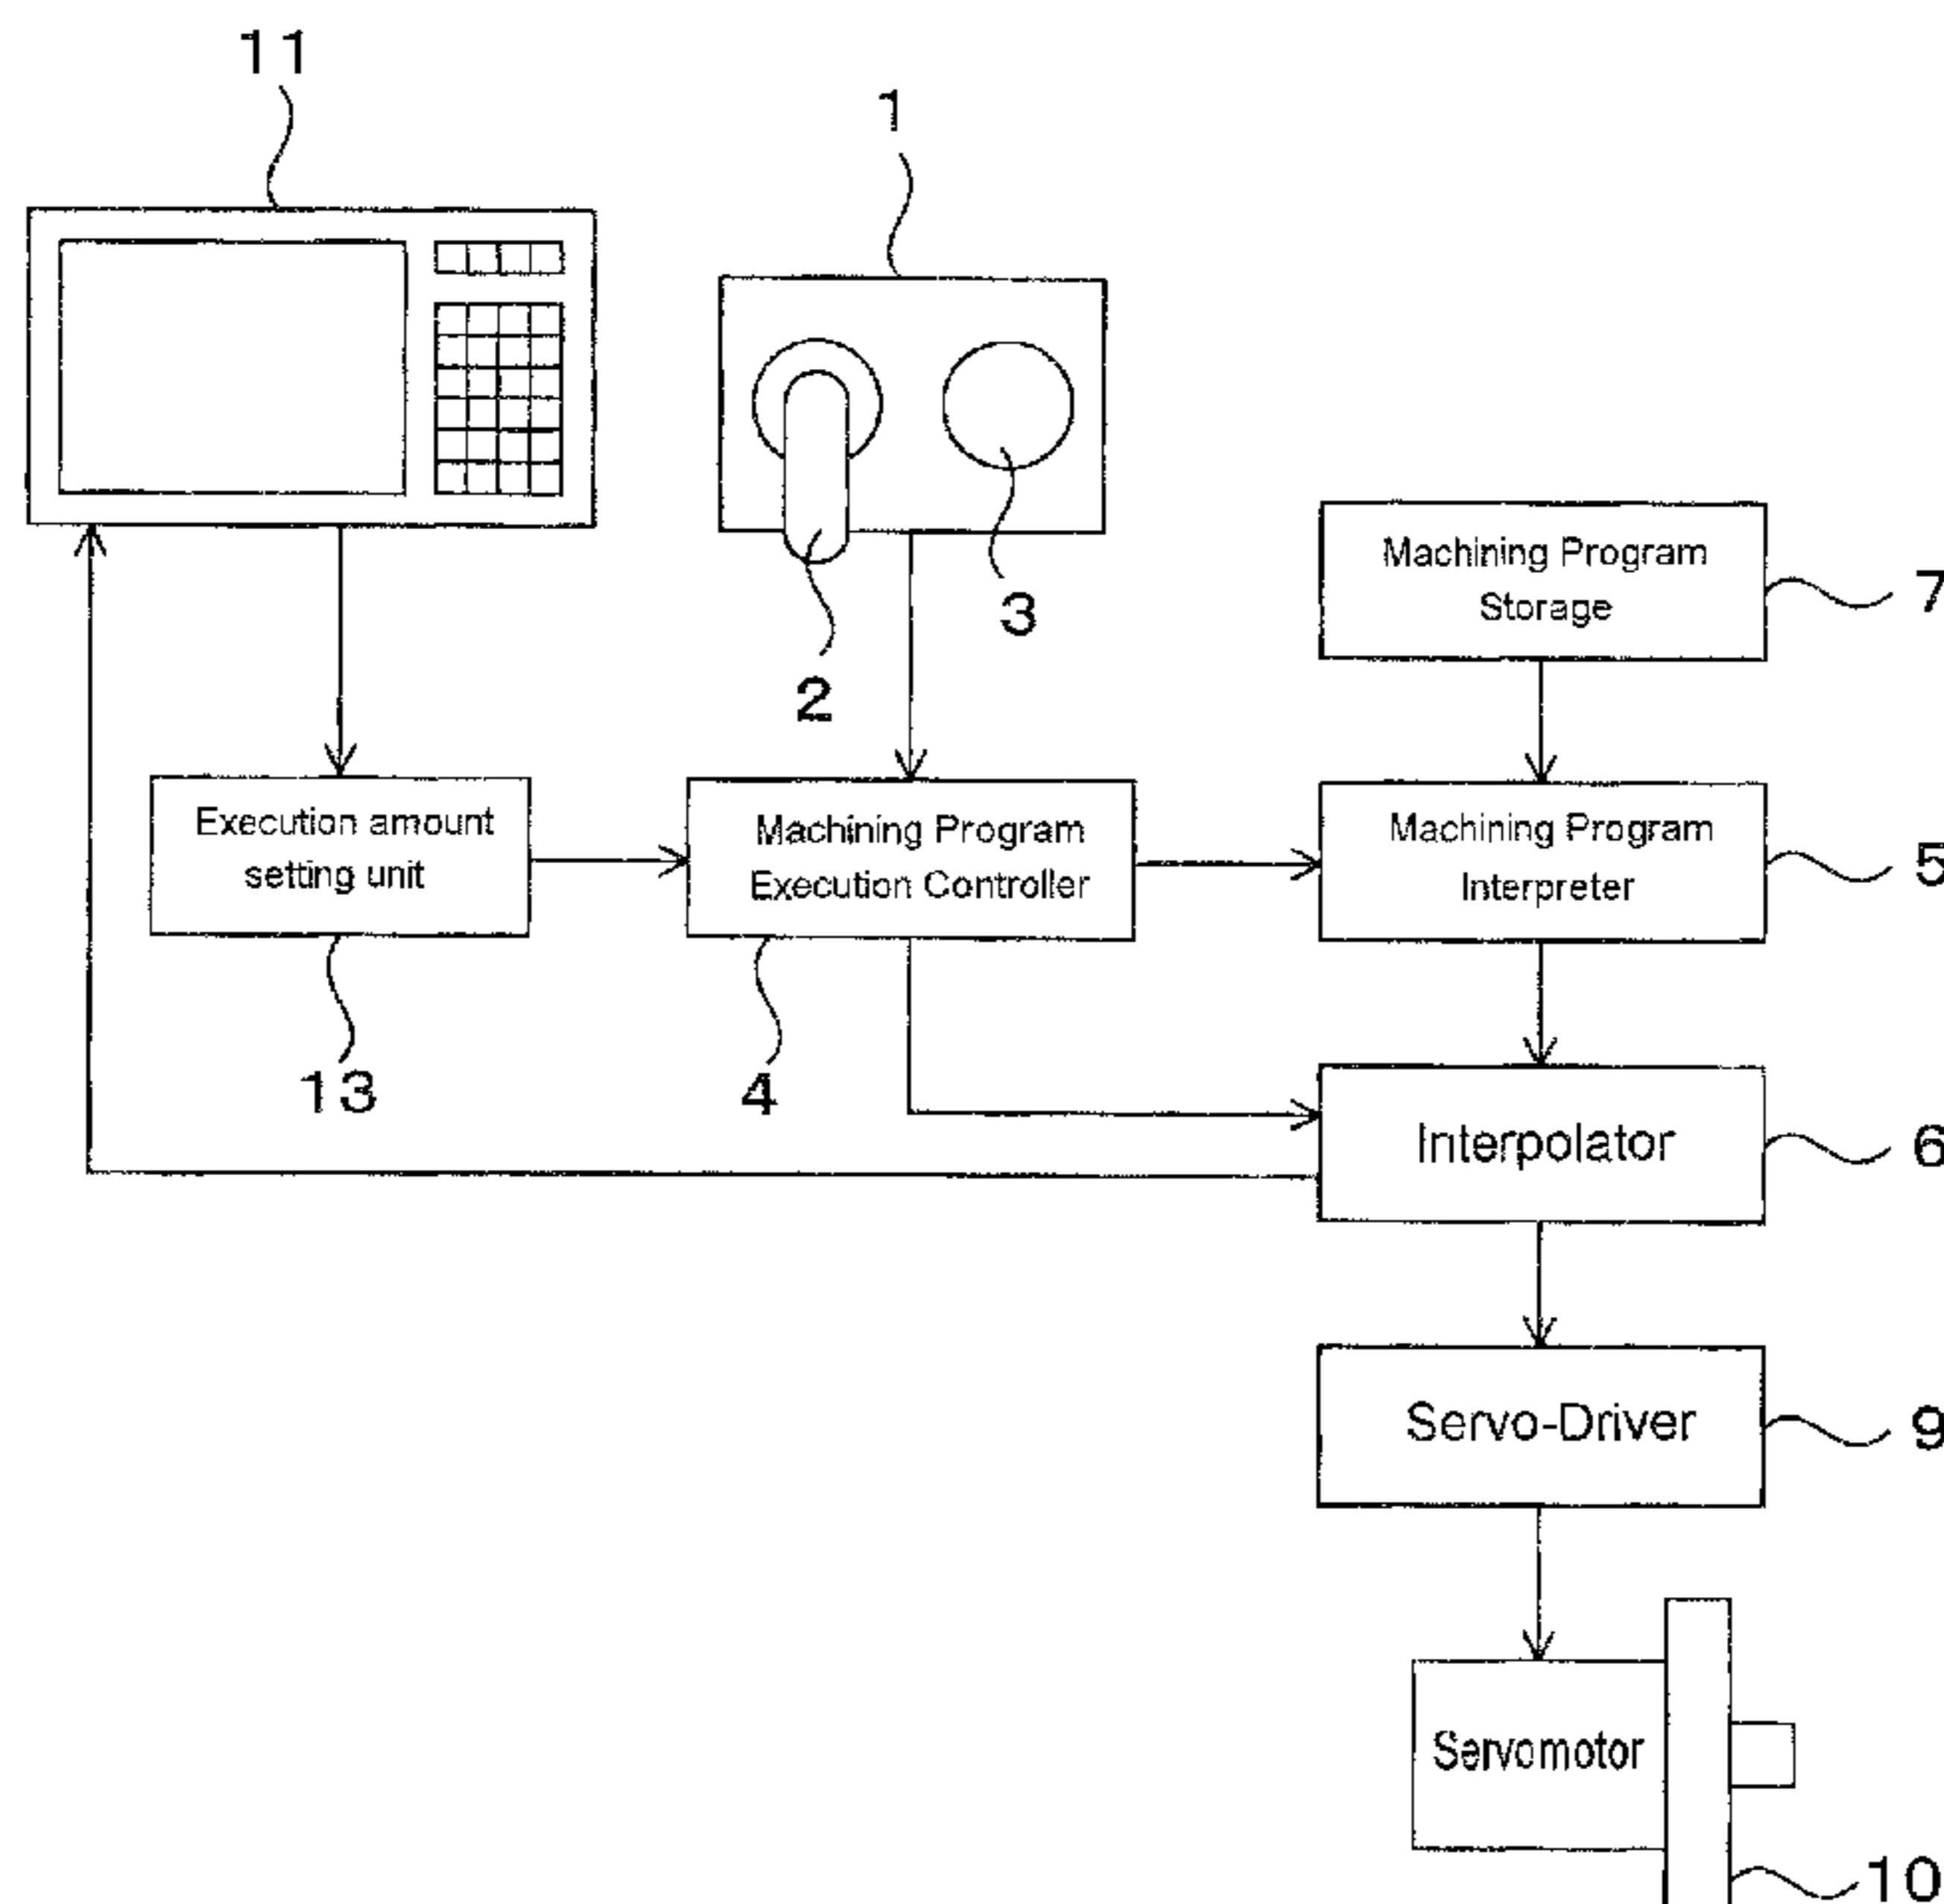 11
1
2
3
Machining Program
Storage
7
Execution amount
setting unit
13
Machining Program
Execution Controller
4
Machining Program
Interpreter
5
Interpolator
6
Servo-Driver
9
Servomotor
10